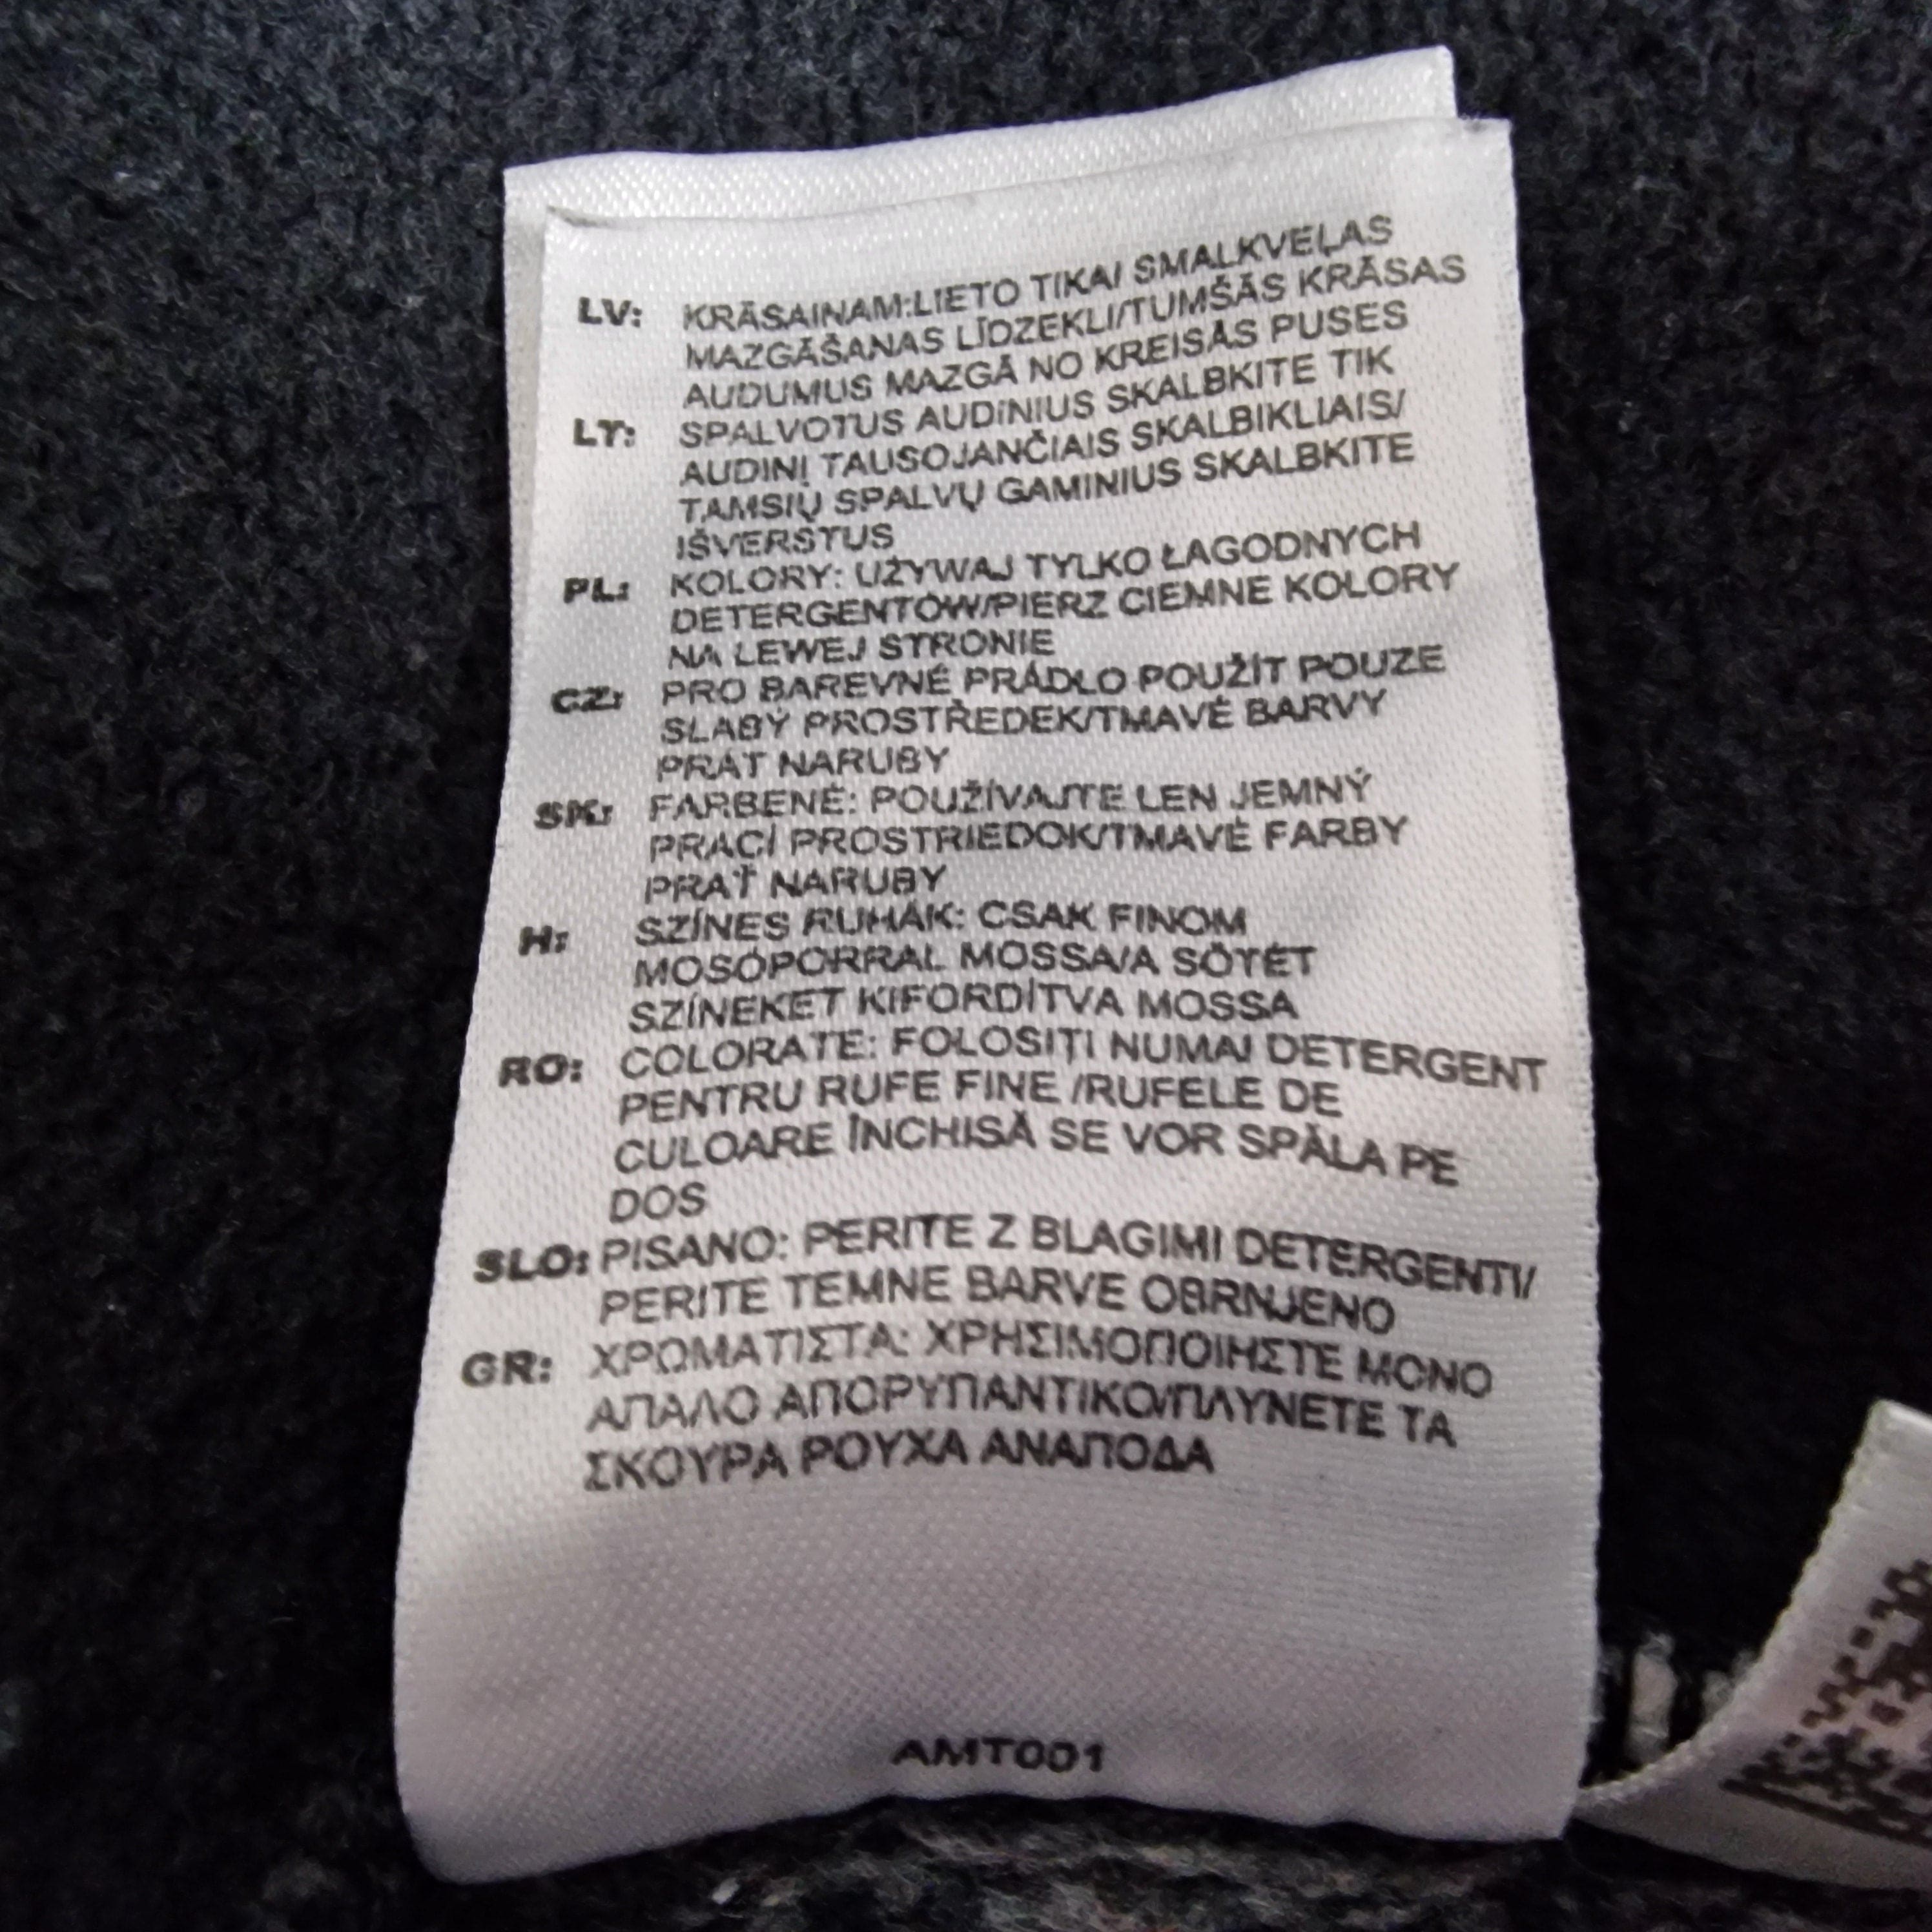 LV: KRĀSAINAM:LIETO TIKAI SMALKVEĻAS
MAZGĀŠANAS LĪDZEKLI/TUMŠĀS KRĀSAS
AUDUMUS MAZGĀ NO KREISĀS PUSES
LT: SPALVOTUS AUDINIUS SKALBKITE TIK
AUDINĮ TAUSOJANČIAIS SKALBIKLIAIS/
TAMSIŲ SPALVŲ GAMINIUS SKALBKITE
IŠVERSTUS
PL: KOLORY: UŻYWAJ TYLKO ŁAGODNYCH
DETERGENTÓW/PIERZ CIEMNE KOLORY
NA LEWEJ STRONIE
CZ: PRO BAREVNÉ PRÁDLO POUŽÍT POUZE
SLABÝ PROSTŘEDEK/TMAVÉ BARVY
PRÁT NARUBY
SK: FARBENÉ: POUŽÍVAJTE LEN JEMNÝ
PRACÍ PROSTRIEDOK/TMAVÉ FARBY
PRAŤ NARUBY
H: SZÍNES RUHÁK: CSAK FINOM
MOSÓPORRAL MOSSA/A SÖTÉT
SZÍNEKET KIFORDÍTVA MOSSA
RO: COLORATE: FOLOSIȚI NUMAI DETERGENT
PENTRU RUFE FINE /RUFELE DE
CULOARE ÎNCHISĂ SE VOR SPĂLA PE
DOS
SLO: PISANO: PERITE Z BLAGIMI DETERGENTI/
PERITE TEMNE BARVE OBRNJENO
GR: ΧΡΩΜΑΤΙΣΤΑ: ΧΡΗΣΙΜΟΠΟΙΗΣΤΕ ΜΟΝΟ
ΑΠΑΛΟ ΑΠΟΡΥΠΑΝΤΙΚΟ/ΠΛΥΝΕΤΕ ΤΑ
ΣΚΟΥΡΑ ΡΟΥΧΑ ΑΝΑΠΟΔΑ
AMT001